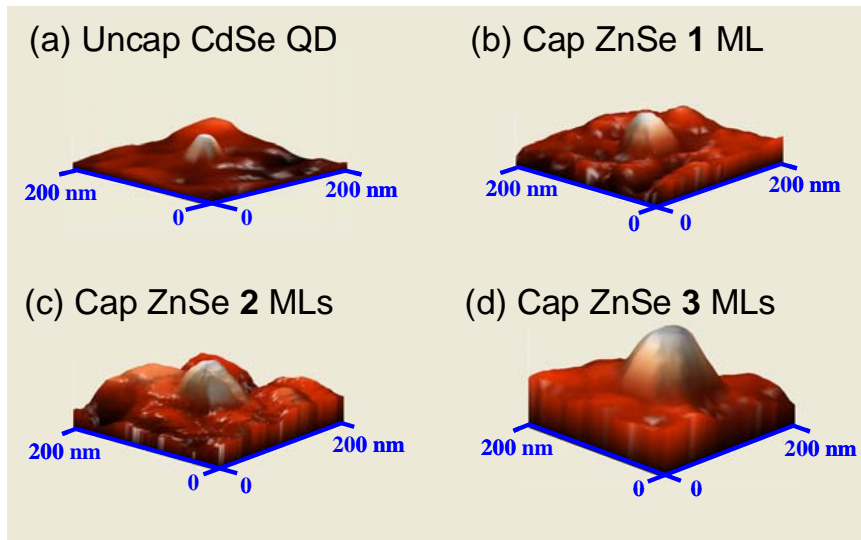 (a) Uncap CdSe QD
(b) Cap ZnSe 1 ML
200 nm
200 nm
0
0
200 nm
200 nm
0
0
(c) Cap ZnSe 2 MLs
(d) Cap ZnSe 3 MLs
200 nm
200 nm
0
0
200 nm
200 nm
0
0